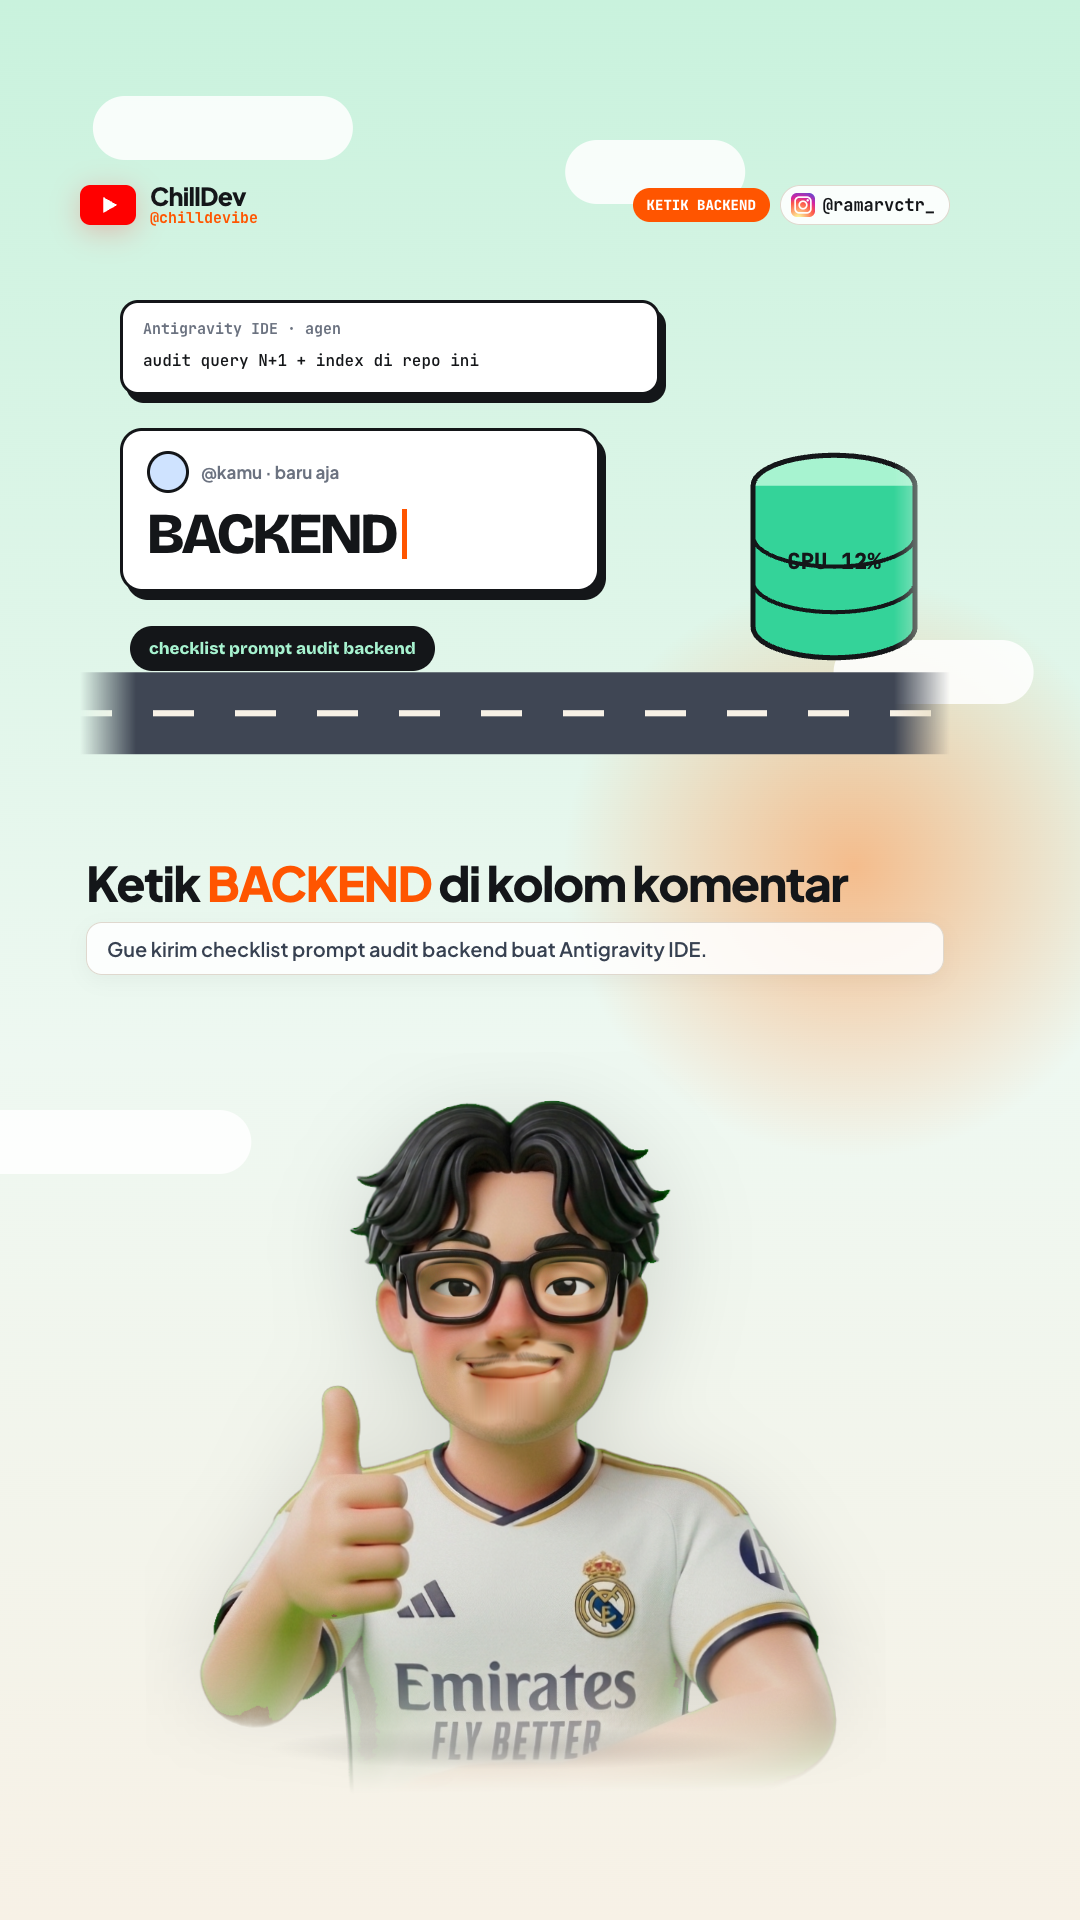 ChillDev
@chilldevibe
KETIK BACKEND
@ramarvctr_
Antigravity IDE · agen
audit query N+1 + index di repo ini
@kamu · baru aja
BACKEND
CPU 12%
checklist prompt audit backend
Ketik BACKEND di kolom komentar
Gue kirim checklist prompt audit backend buat Antigravity IDE.
Emirates
FLY BETTER